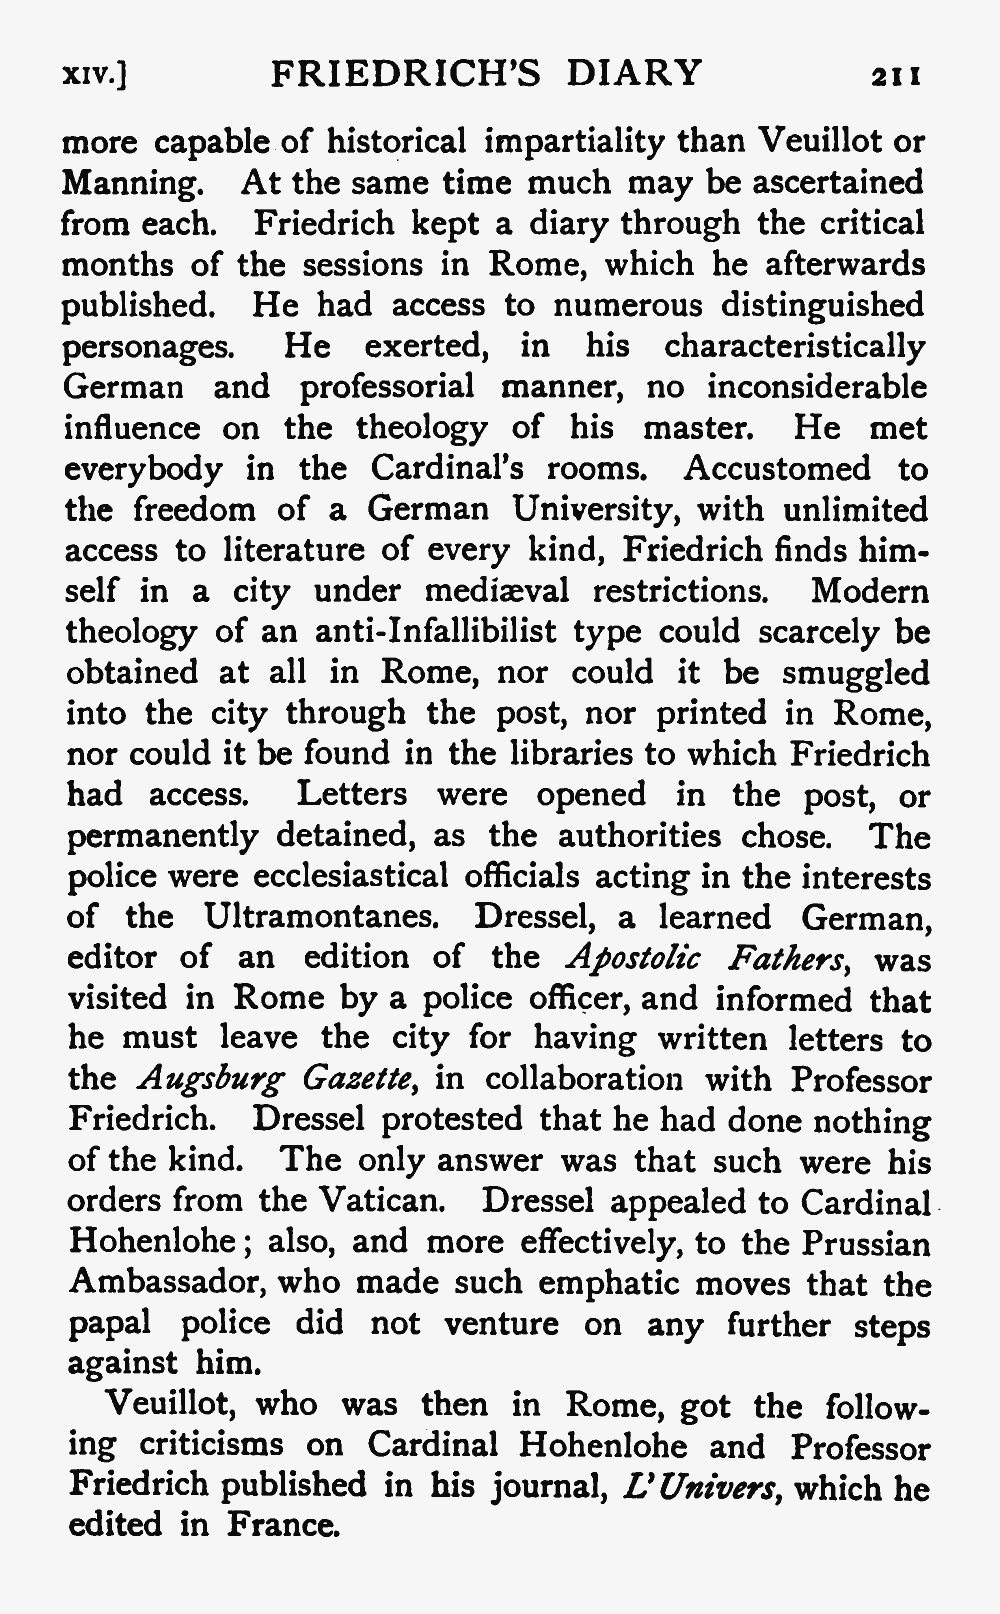 XIV.] FRIEDRICH'S DIARY 211
more capable of historical impartiality than Veuillot or
Manning. At the same time much may be ascertained
from each. Friedrich kept a diary through the critical
months of the sessions in Rome, which he afterwards
published. He had access to numerous distinguished
personages. He exerted, in his characteristically
German and professorial manner, no inconsiderable
influence on the theology of his master. He met
everybody in the Cardinal's rooms. Accustomed to
the freedom of a German University, with unlimited
access to literature of every kind, Friedrich finds him-
self in a city under mediæval restrictions. Modern
theology of an anti-Infallibilist type could scarcely be
obtained at all in Rome, nor could it be smuggled
into the city through the post, nor printed in Rome,
nor could it be found in the libraries to which Friedrich
had access. Letters were opened in the post, or
permanently detained, as the authorities chose. The
police were ecclesiastical officials acting in the interests
of the Ultramontanes. Dressel, a learned German,
editor of an edition of the Apostolic Fathers, was
visited in Rome by a police officer, and informed that
he must leave the city for having written letters to
the Augsburg Gazette, in collaboration with Professor
Friedrich. Dressel protested that he had done nothing
of the kind. The only answer was that such were his
orders from the Vatican. Dressel appealed to Cardinal
Hohenlohe; also, and more effectively, to the Prussian
Ambassador, who made such emphatic moves that the
papal police did not venture on any further steps
against him.
Veuillot, who was then in Rome, got the follow-
ing criticisms on Cardinal Hohenlohe and Professor
Friedrich published in his journal, L'Univers, which he
edited in France.